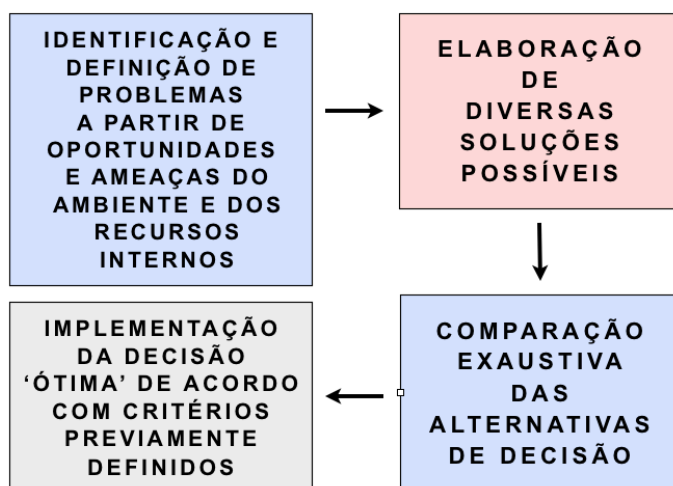 IDENTIFICAÇÃO E
DEFINIÇÃO DE
PROBLEMAS
A PARTIR DE
OPORTUNIDADES
E AMEAÇAS DO
AMBIENTE E DOS
RECURSOS
INTERNOS
ELABORAÇÃO
DE
DIVERSAS
SOLUÇÕES
POSSÍVEIS
COMPARAÇÃO
EXAUSTIVA
DAS
ALTERNATIVAS
DE DECISÃO
IMPLEMENTAÇÃO
DA DECISÃO
‘ÓTIMA’ DE ACORDO
COM CRITÉRIOS
PREVIAMENTE
DEFINIDOS